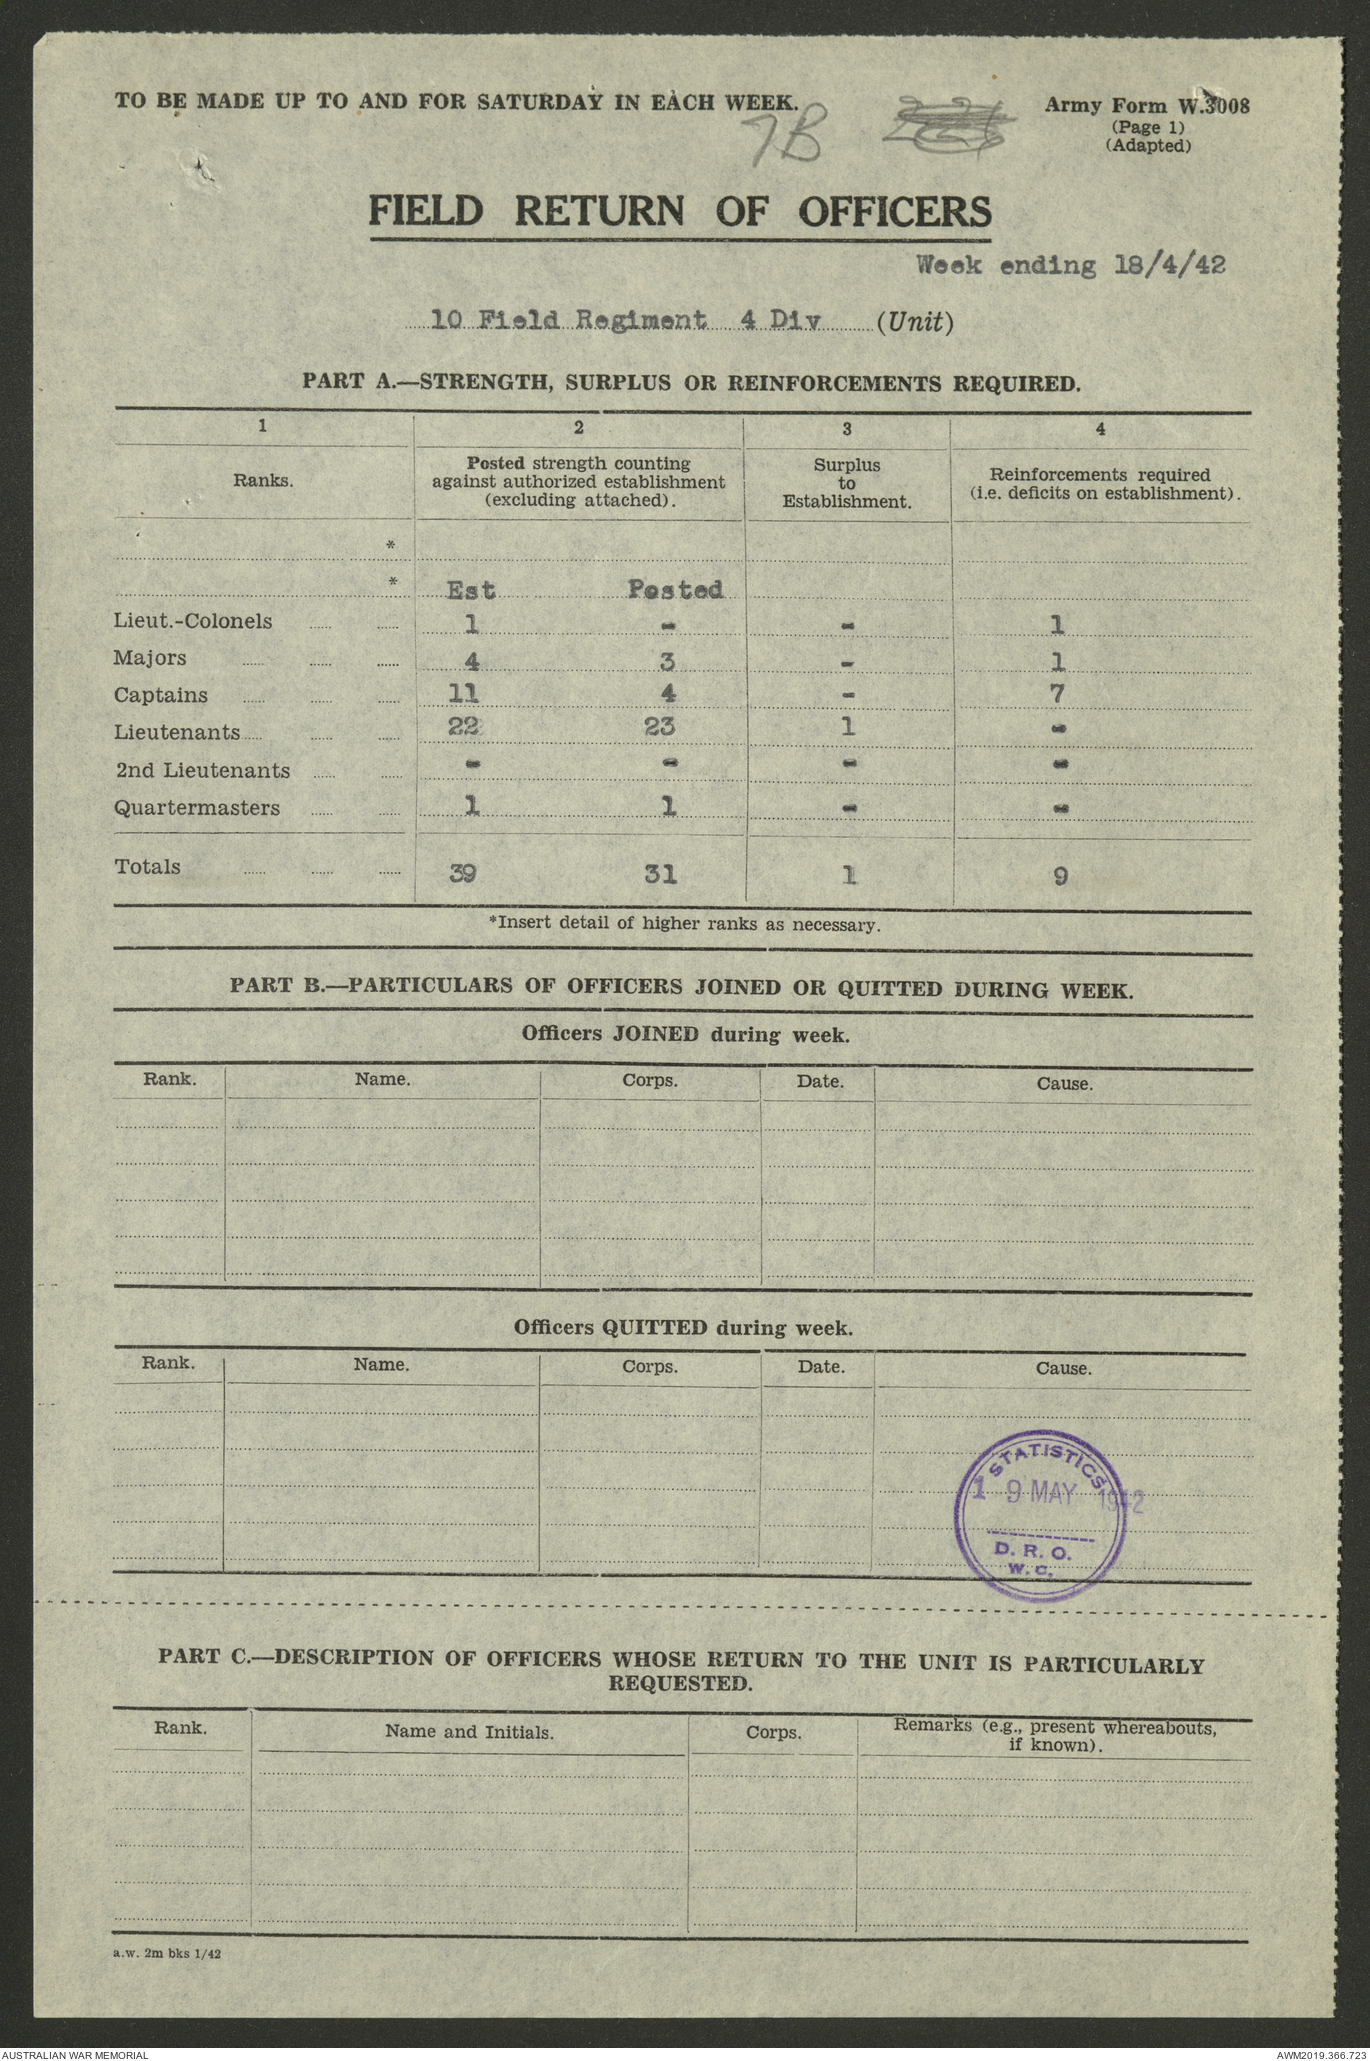 TO BE MADE UP TO AND FOR SATURDAY IN EACH WEEK.
7B
Army Form W.3008
(Page 1)
(Adapted)
FIELD RETURN OF OFFICERS
Week ending 18/4/42
10 Field Regiment 4 Div (Unit)
PART A.—STRENGTH, SURPLUS OR REINFORCEMENTS REQUIRED.
1 2 3 4
Ranks.
Posted strength counting
against authorized establishment
(excluding attached).
Surplus
to
Establishment.
Reinforcements required
(i.e. deficits on establishment).
*
* Est Posted
Lieut.-Colonels 1 - - 1
Majors 4 3 - 1
Captains 11 4 - 7
Lieutenants 22 23 1 -
2nd Lieutenants - - - -
Quartermasters 1 1 - -
Totals 39 31 1 9
*Insert detail of higher ranks as necessary.
PART B.—PARTICULARS OF OFFICERS JOINED OR QUITTED DURING WEEK.
Officers JOINED during week.
Rank. Name. Corps. Date. Cause.
Officers QUITTED during week.
Rank. Name. Corps. Date. Cause.
STATISTICS
19 MAY 1942
D. R. O.
W. C.
PART C.—DESCRIPTION OF OFFICERS WHOSE RETURN TO THE UNIT IS PARTICULARLY
REQUESTED.
Rank. Name and Initials. Corps. Remarks (e.g., present whereabouts,
if known).
a.w. 2m bks 1/42
AUSTRALIAN WAR MEMORIAL
AWM2019.366.723